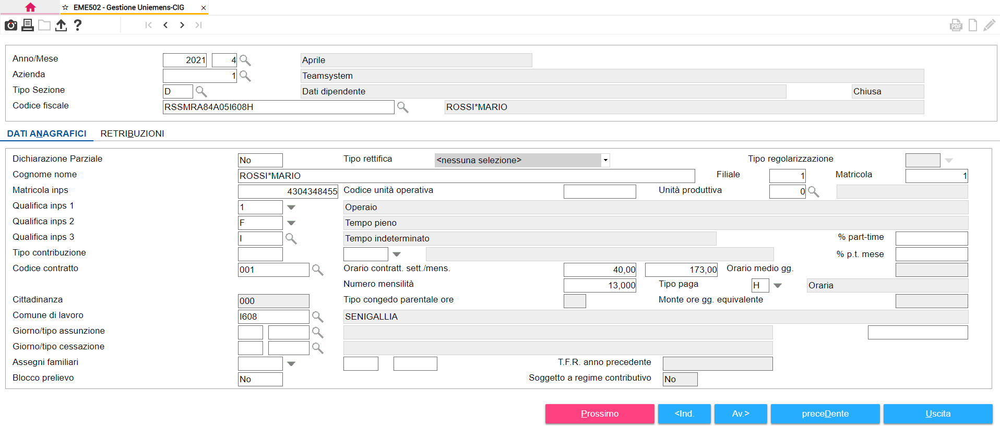 EME502 - Gestione Uniemens-CIG
PDF
Anno/Mese 2021 4 Aprile
Azienda 1 Teamsystem
Tipo Sezione D Dati dipendente Chiusa
Codice fiscale RSSMRA84A05I608H ROSSI*MARIO
DATI ANAGRAFICI RETRIBUZIONI
Dichiarazione Parziale No Tipo rettifica <nessuna selezione> Tipo regolarizzazione
Cognome nome ROSSI*MARIO Filiale 1 Matricola 1
Matricola inps 4304348455 Codice unità operativa Unità produttiva 0
Qualifica inps 1 1 Operaio
Qualifica inps 2 F Tempo pieno
Qualifica inps 3 I Tempo indeterminato % part-time
Tipo contribuzione % p.t. mese
Codice contratto 001 Orario contratt. sett./mens. 40,00 173,00 Orario medio gg.
Numero mensilità 13,000 Tipo paga H Oraria
Cittadinanza 000 Tipo congedo parentale ore Monte ore gg. equivalente
Comune di lavoro I608 SENIGALLIA
Giorno/tipo assunzione
Giorno/tipo cessazione
Assegni familiari T.F.R. anno precedente
Blocco prelievo No Soggetto a regime contributivo No
Prossimo <Ind. Av.> preceDente Uscita